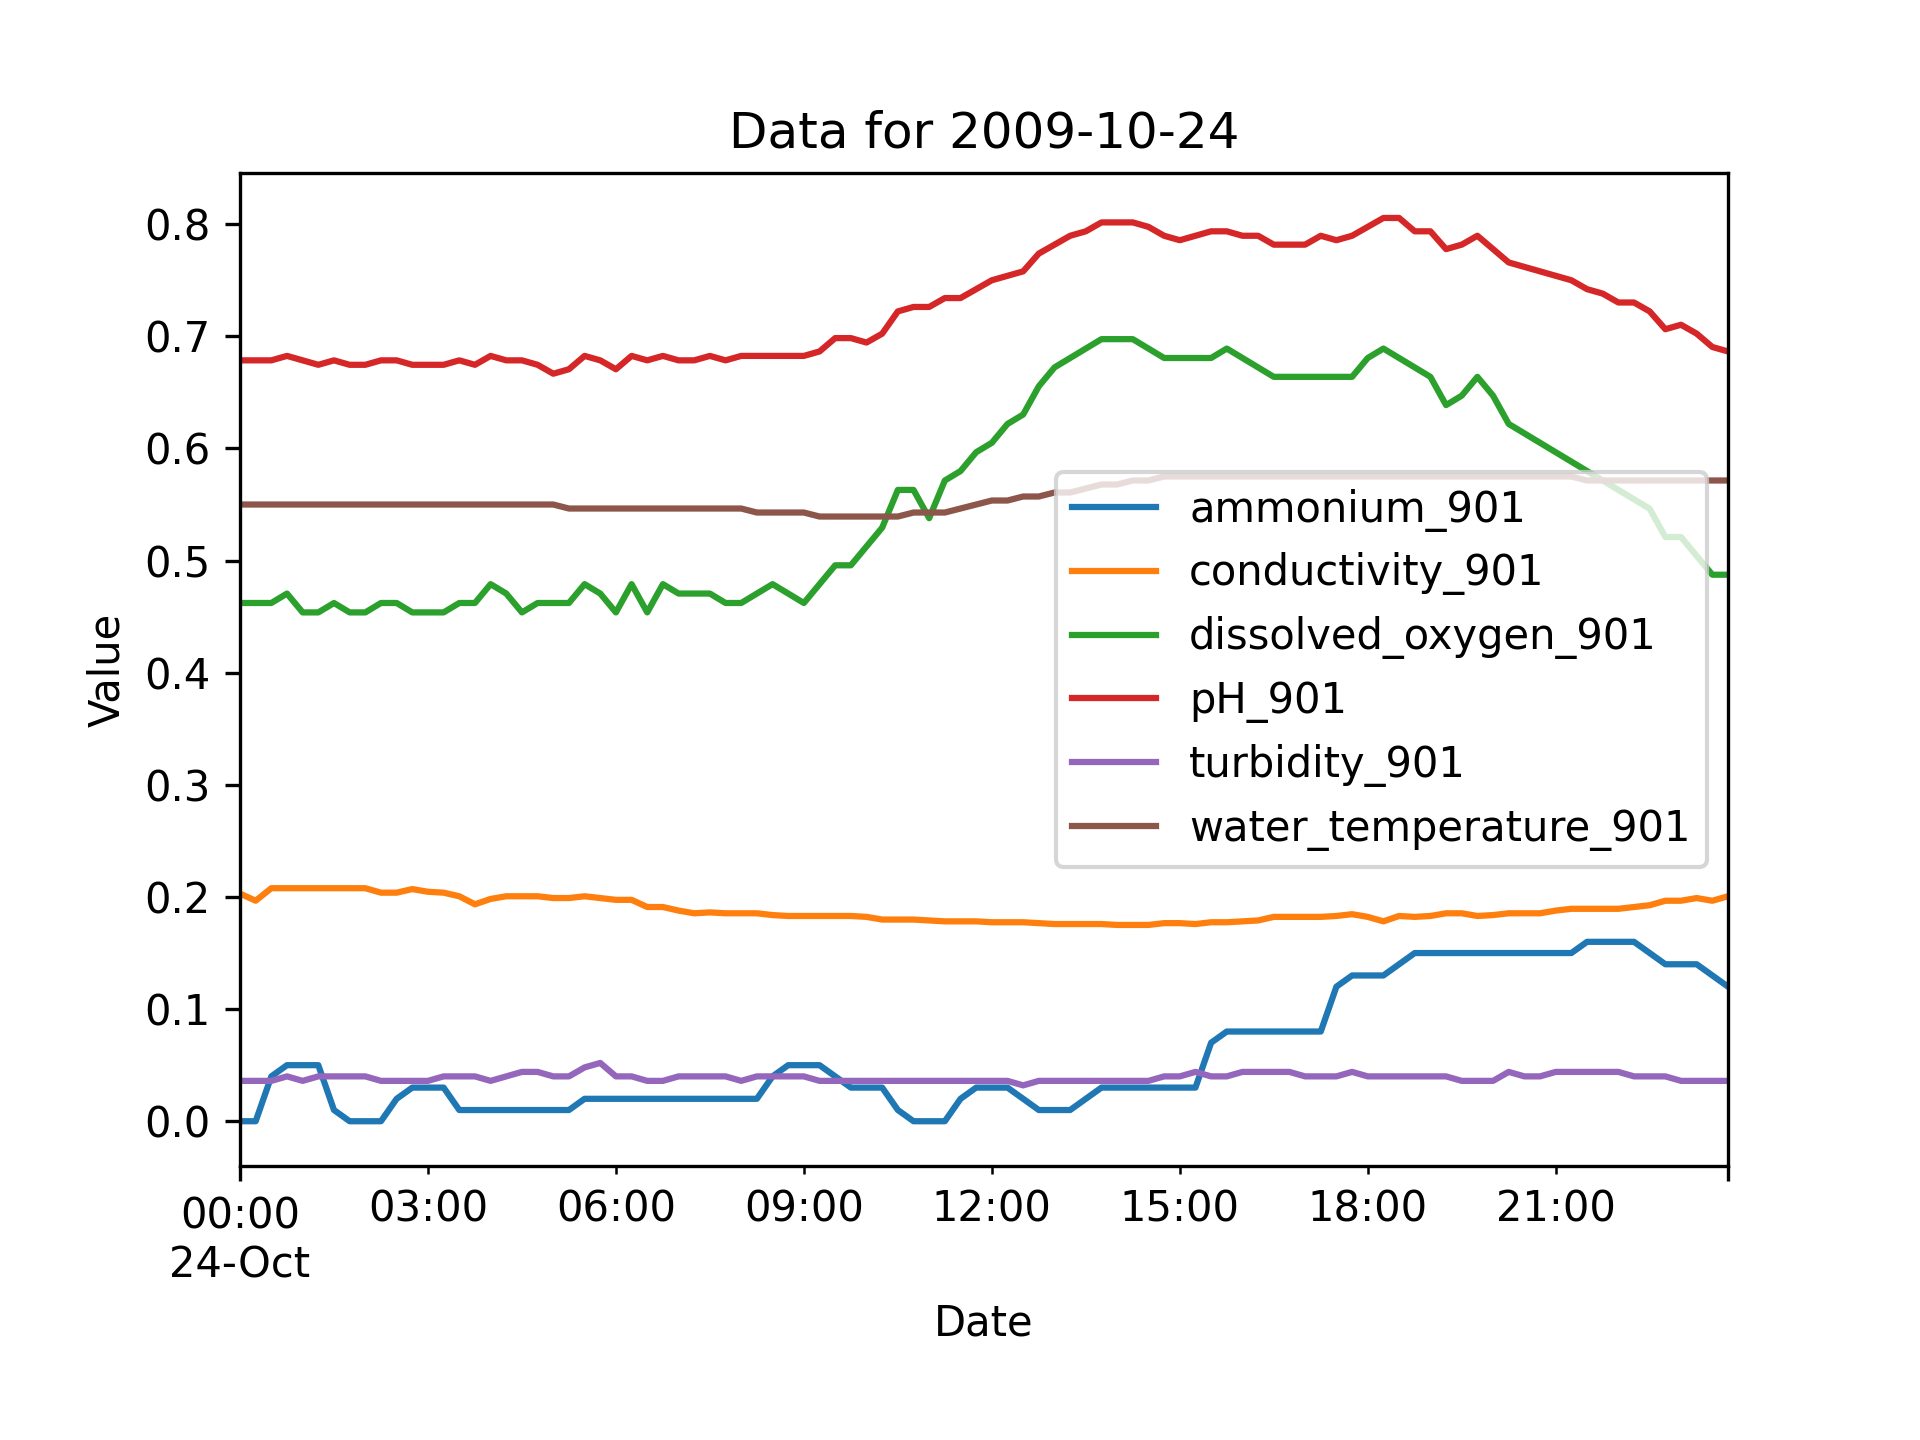 Data for 2009-10-24
Value
0.8
0.7
0.6
0.5
0.4
0.3
0.2
0.1
0.0
ammonium_901
conductivity_901
dissolved_oxygen_901
pH_901
turbidity_901
water_temperature_901
00:00 03:00 06:00 09:00 12:00 15:00 18:00 21:00
24-Oct
Date